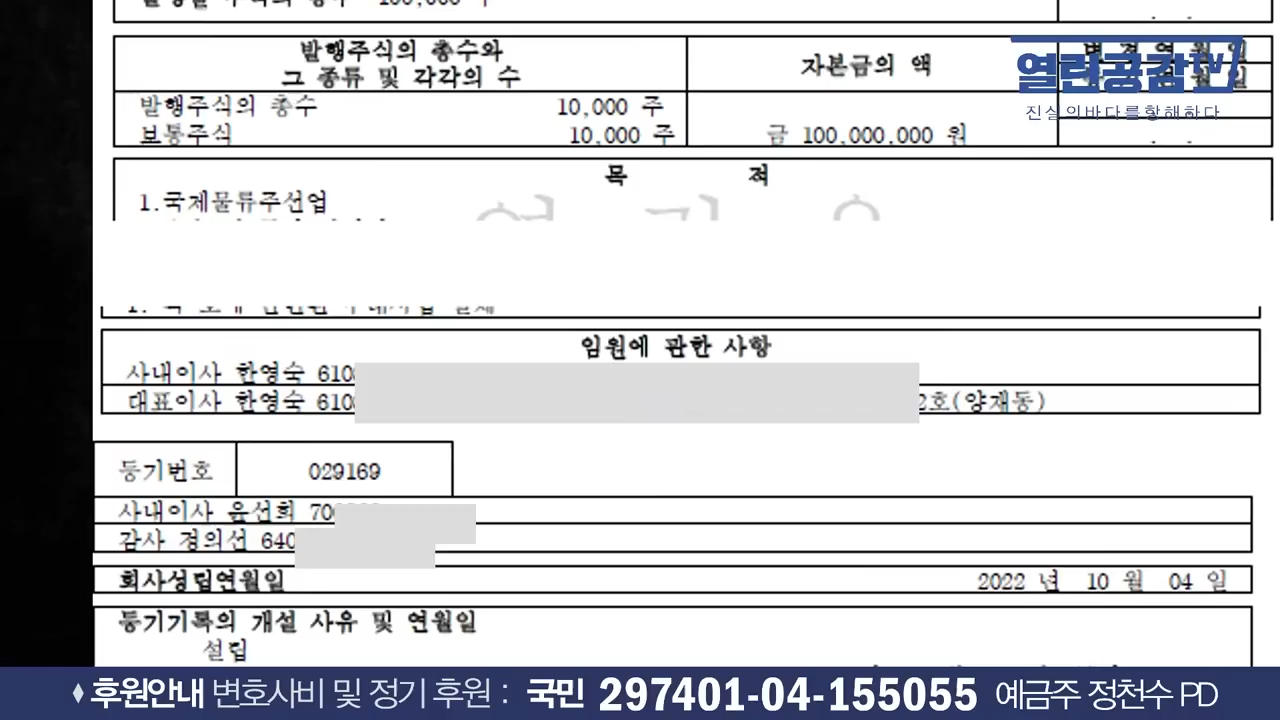 발행주식의 총수와
그 종류 및 각각의 수
자본금의 액
변 경 연 월 일
열린공감TV
진실의바다를항해하다
발행주식의 총수 10,000 주
보통주식 10,000 주
금 100,000,000 원
. .
목 적
1.국제물류주선업
임원에 관한 사항
사내이사 한영숙 610
대표이사 한영숙 610
2호(양재동)
등기번호 029169
사내이사 윤선희 70
감사 경의선 640
회사성립연월일 2022 년 10 월 04 일
등기기록의 개설 사유 및 연월일
설립
후원안내 변호사비 및 정기 후원 : 국민 297401-04-155055 예금주 정천수 PD